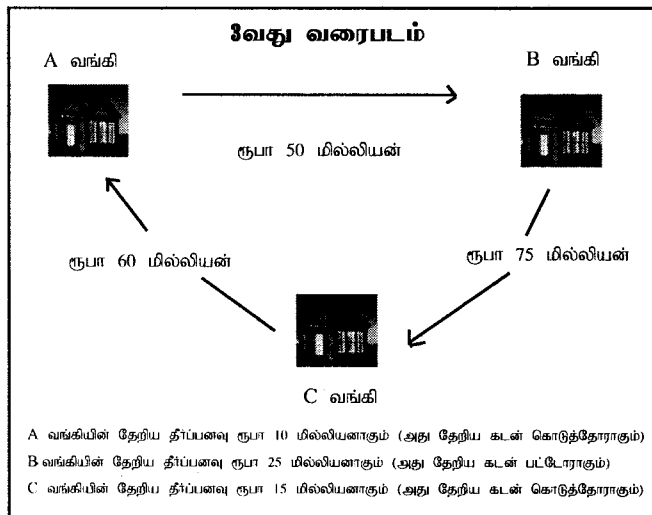 3வேது வரைபடம்
A வங்கி
B வங்கி
ரூபா 50 மில்லியன்
ரூபா 60 மில்லியன்
ரூபா 75 மில்லியன்
C வங்கி
A வங்கியின் தேறிய தீர்ப்பனவு ரூபா 10 மில்லியனாகும் (அது தேறிய கடன் கொடுத்தோராகும்)
B வங்கியின் தேறிய தீர்ப்பனவு ரூபா 25 மில்லியனாகும் (அது தேறிய கடன் பட்டோராகும்)
C வங்கியின் தேறிய தீர்ப்பனவு ரூபா 15 மில்லியனாகும் (அது தேறிய கடன் கொடுத்தோராகும்)